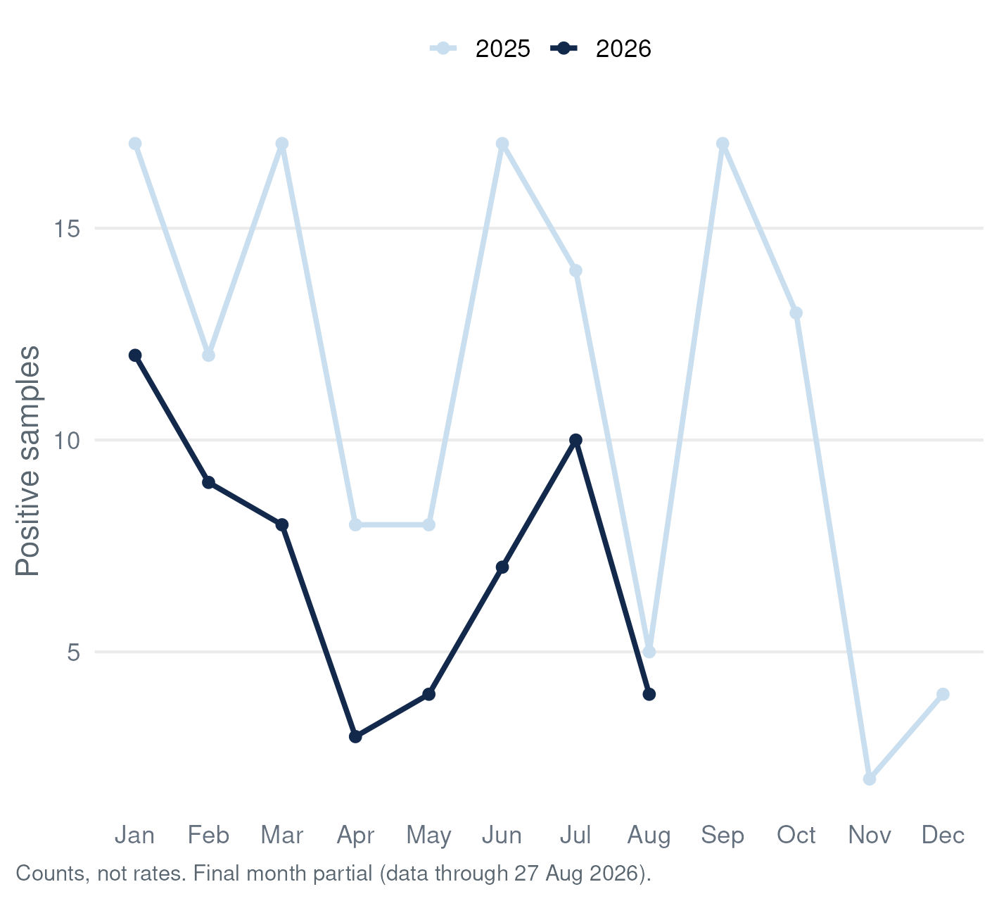 2025 2026
15
10
5
Positive samples
Jan Feb Mar Apr May Jun Jul Aug Sep Oct Nov Dec
Counts, not rates. Final month partial (data through 27 Aug 2026).